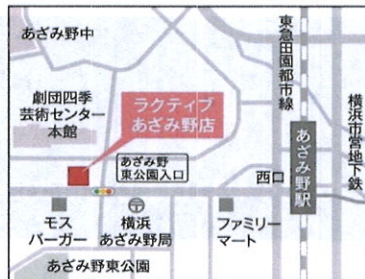 あざみ野中
劇団四季
芸術センター
本館
ラクティブ
あざみ野店
あざみ野
東公園入口
東急田園都市線
あざみ野駅
横浜市営地下鉄
西口
モス
バーガー
横浜
あざみ野局
ファミリー
マート
あざみ野東公園